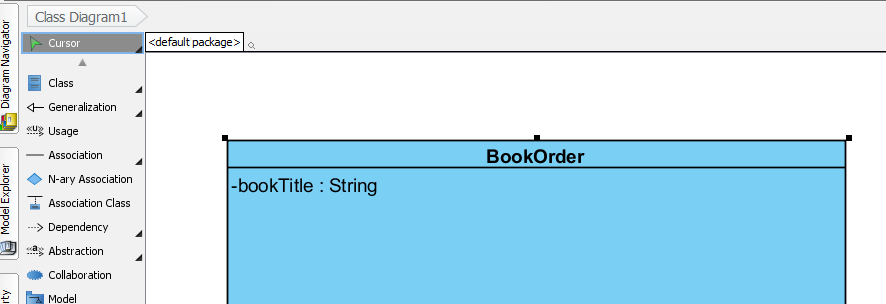 Class Diagram1
Diagram Navigator
Model Explorer
rty
Cursor
<default package>
Class
Generalization
Usage
Association
N-ary Association
Association Class
Dependency
Abstraction
Collaboration
Model
BookOrder
-bookTitle : String